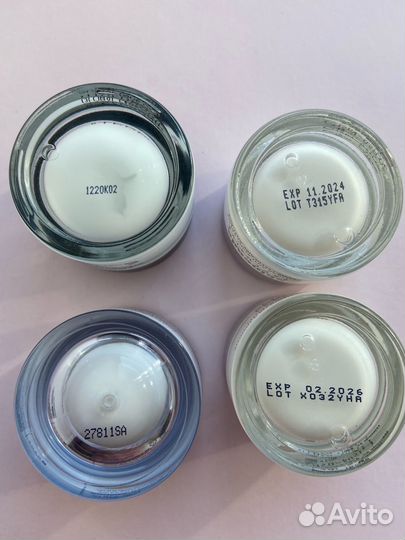 1220K02
EXP 11.2024
LOT T315YFA
27811SA
EXP 02.2026
LOT X032YHA
Avito